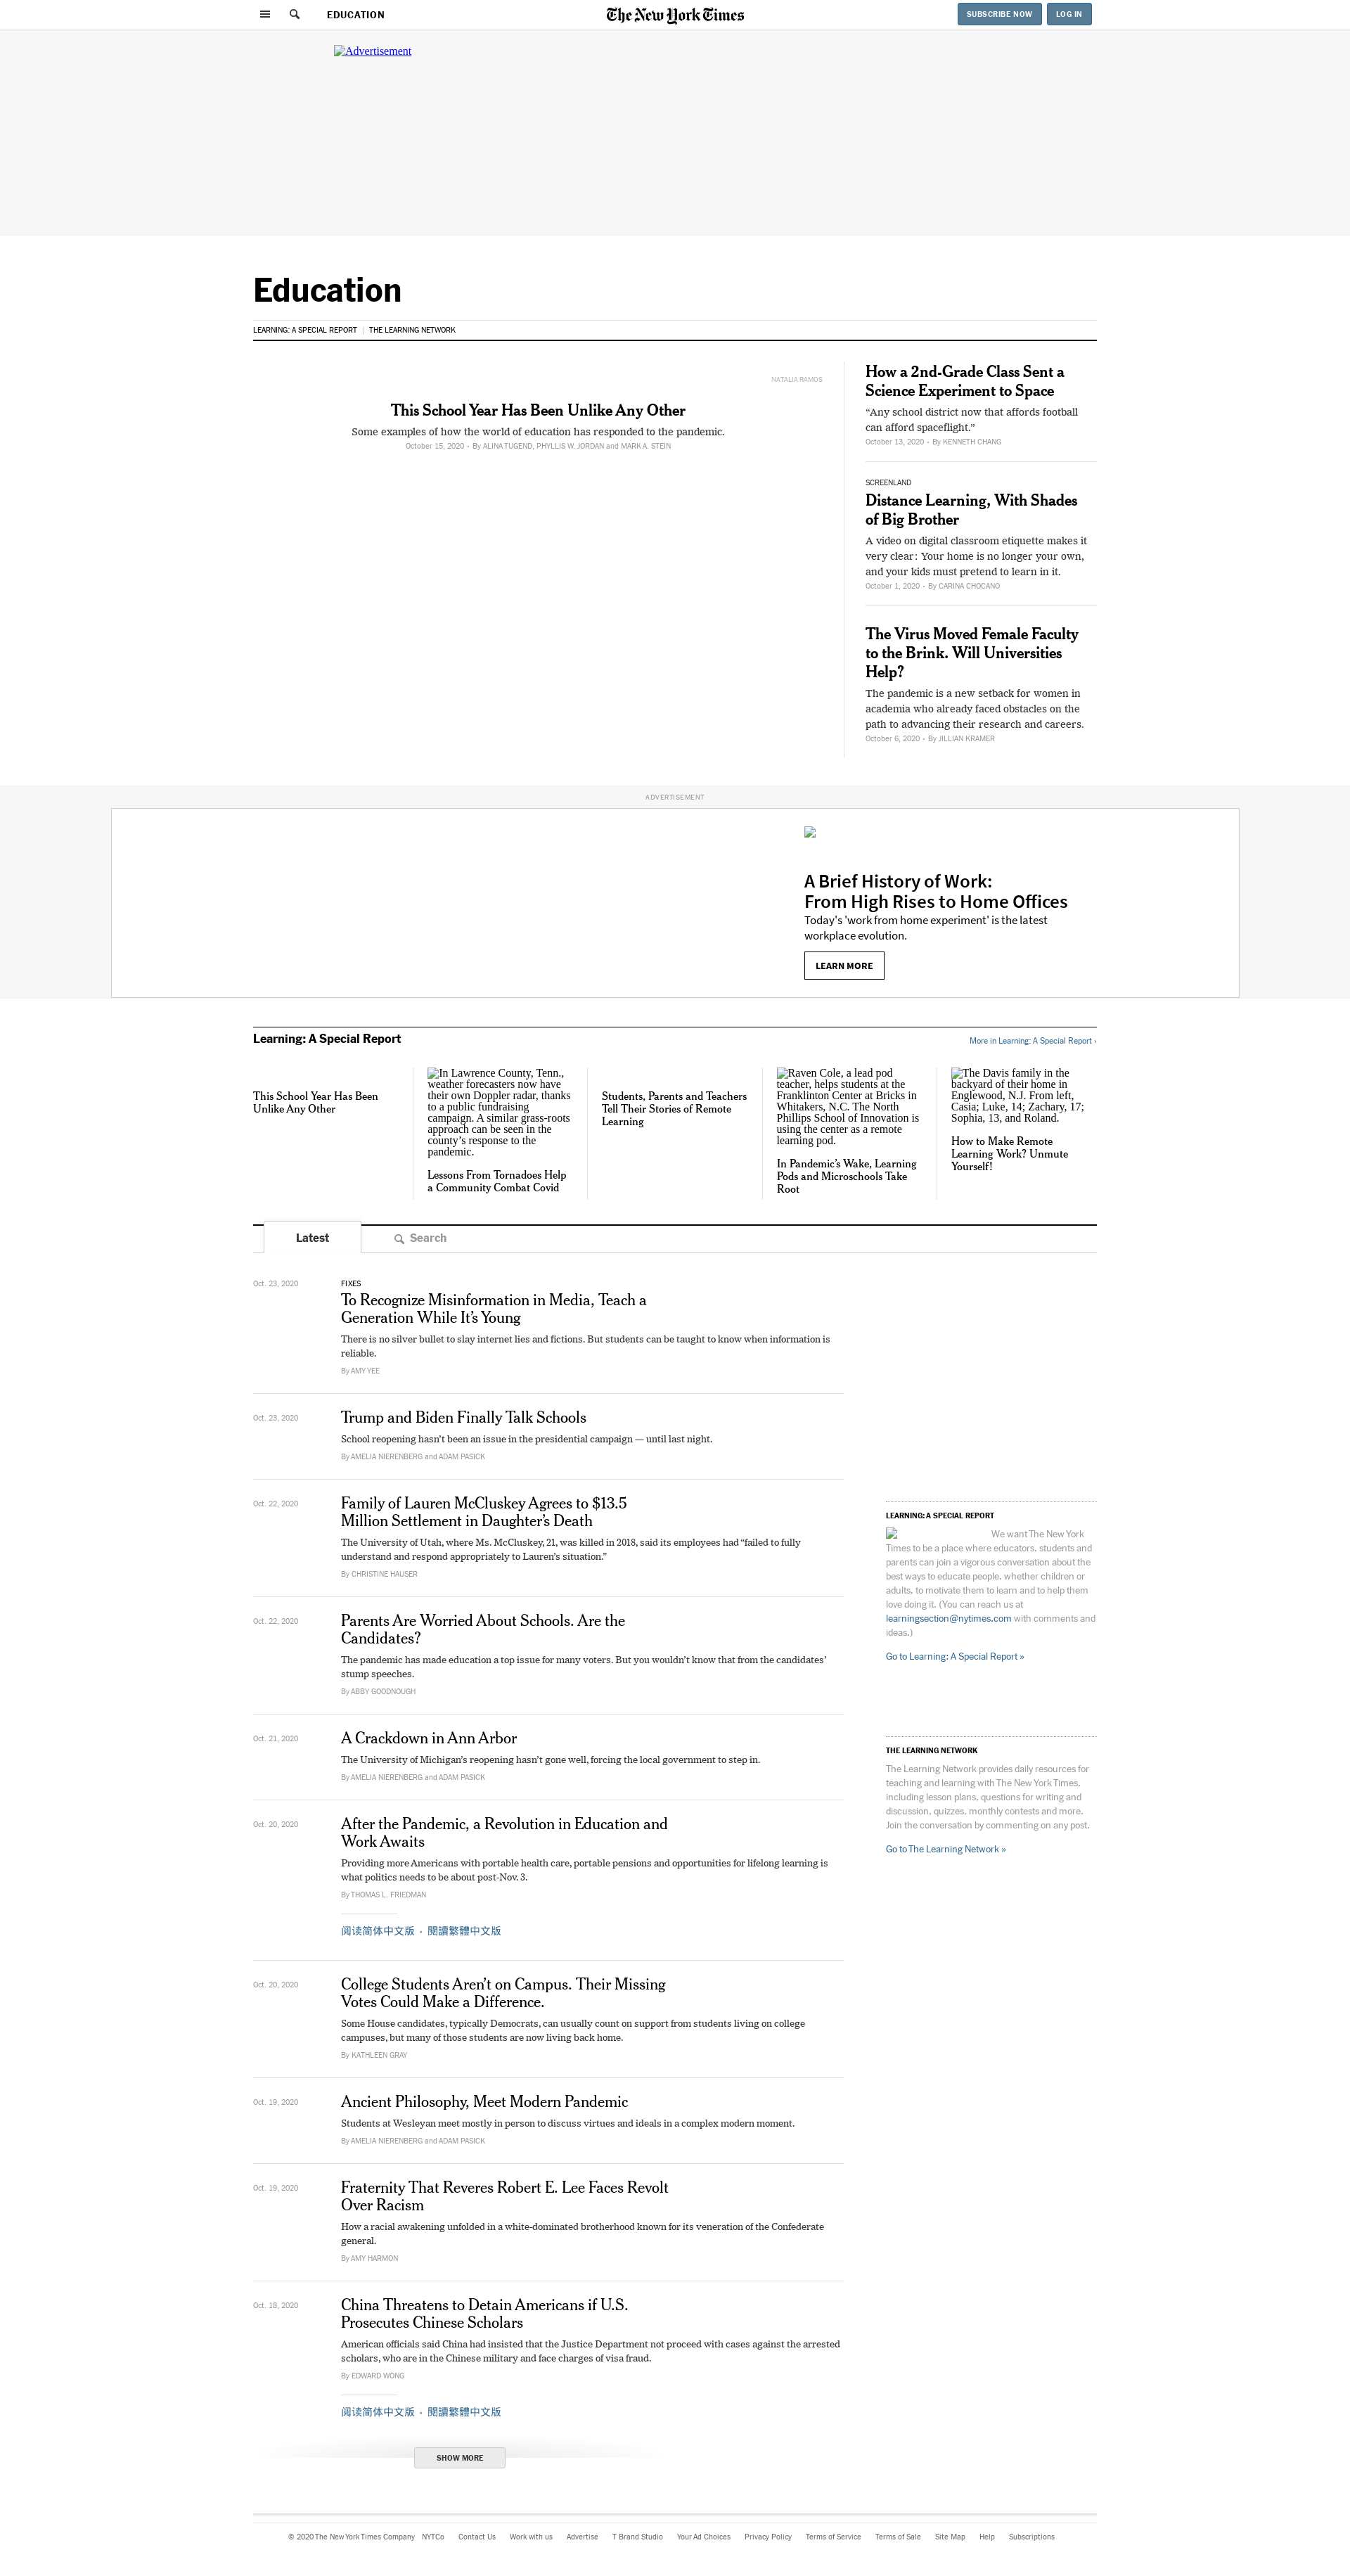 EDUCATION
The New York Times
SUBSCRIBE NOW
LOG IN
Advertisement
Education
LEARNING: A SPECIAL REPORT
THE LEARNING NETWORK
NATALIA RAMOS
This School Year Has Been Unlike Any Other
Some examples of how the world of education has responded to the pandemic.
October 15, 2020 - By ALINA TUGEND, PHYLLIS W. JORDAN and MARK A. STEIN
How a 2nd-Grade Class Sent a
Science Experiment to Space
“Any school district now that affords football
can afford spaceflight.”
October 13, 2020 - By KENNETH CHANG
SCREENLAND
Distance Learning, With Shades
of Big Brother
A video on digital classroom etiquette makes it
very clear: Your home is no longer your own,
and your kids must pretend to learn in it.
October 1, 2020 - By CARINA CHOCANO
The Virus Moved Female Faculty
to the Brink. Will Universities
Help?
The pandemic is a new setback for women in
academia who already faced obstacles on the
path to advancing their research and careers.
October 6, 2020 - By JILLIAN KRAMER
ADVERTISEMENT
A Brief History of Work:
From High Rises to Home Offices
Today's 'work from home experiment' is the latest
workplace evolution.
LEARN MORE
Learning: A Special Report
More in Learning: A Special Report ›
This School Year Has Been
Unlike Any Other
In Lawrence County, Tenn.,
weather forecasters now have
their own Doppler radar, thanks
to a public fundraising
campaign. A similar grass-roots
approach can be seen in the
county’s response to the
pandemic.
Lessons From Tornadoes Help
a Community Combat Covid
Students, Parents and Teachers
Tell Their Stories of Remote
Learning
Raven Cole, a lead pod
teacher, helps students at the
Franklinton Center at Bricks in
Whitakers, N.C. The North
Phillips School of Innovation is
using the center as a remote
learning pod.
In Pandemic’s Wake, Learning
Pods and Microschools Take
Root
The Davis family in the
backyard of their home in
Englewood, N.J. From left,
Casia; Luke, 14; Zachary, 17;
Sophia, 13, and Roland.
How to Make Remote
Learning Work? Unmute
Yourself!
Latest
Search
Oct. 23, 2020
FIXES
To Recognize Misinformation in Media, Teach a
Generation While It’s Young
There is no silver bullet to slay internet lies and fictions. But students can be taught to know when information is
reliable.
By AMY YEE
Oct. 23, 2020
Trump and Biden Finally Talk Schools
School reopening hasn’t been an issue in the presidential campaign — until last night.
By AMELIA NIERENBERG and ADAM PASICK
Oct. 22, 2020
Family of Lauren McCluskey Agrees to $13.5
Million Settlement in Daughter’s Death
The University of Utah, where Ms. McCluskey, 21, was killed in 2018, said its employees had “failed to fully
understand and respond appropriately to Lauren’s situation.”
By CHRISTINE HAUSER
Oct. 22, 2020
Parents Are Worried About Schools. Are the
Candidates?
The pandemic has made education a top issue for many voters. But you wouldn’t know that from the candidates’
stump speeches.
By ABBY GOODNOUGH
Oct. 21, 2020
A Crackdown in Ann Arbor
The University of Michigan’s reopening hasn’t gone well, forcing the local government to step in.
By AMELIA NIERENBERG and ADAM PASICK
Oct. 20, 2020
After the Pandemic, a Revolution in Education and
Work Awaits
Providing more Americans with portable health care, portable pensions and opportunities for lifelong learning is
what politics needs to be about post-Nov. 3.
By THOMAS L. FRIEDMAN
阅读简体中文版 • 閱讀繁體中文版
Oct. 20, 2020
College Students Aren’t on Campus. Their Missing
Votes Could Make a Difference.
Some House candidates, typically Democrats, can usually count on support from students living on college
campuses, but many of those students are now living back home.
By KATHLEEN GRAY
Oct. 19, 2020
Ancient Philosophy, Meet Modern Pandemic
Students at Wesleyan meet mostly in person to discuss virtues and ideals in a complex modern moment.
By AMELIA NIERENBERG and ADAM PASICK
Oct. 19, 2020
Fraternity That Reveres Robert E. Lee Faces Revolt
Over Racism
How a racial awakening unfolded in a white-dominated brotherhood known for its veneration of the Confederate
general.
By AMY HARMON
Oct. 18, 2020
China Threatens to Detain Americans if U.S.
Prosecutes Chinese Scholars
American officials said China had insisted that the Justice Department not proceed with cases against the arrested
scholars, who are in the Chinese military and face charges of visa fraud.
By EDWARD WONG
阅读简体中文版 • 閱讀繁體中文版
SHOW MORE
LEARNING: A SPECIAL REPORT
We want The New York
Times to be a place where educators, students and
parents can join a vigorous conversation about the
best ways to educate people, whether children or
adults, to motivate them to learn and to help them
love doing it. (You can reach us at
learningsection@nytimes.com with comments and
ideas.)
Go to Learning: A Special Report »
THE LEARNING NETWORK
The Learning Network provides daily resources for
teaching and learning with The New York Times,
including lesson plans, questions for writing and
discussion, quizzes, monthly contests and more.
Join the conversation by commenting on any post.
Go to The Learning Network »
© 2020 The New York Times Company NYTCo Contact Us Work with us Advertise T Brand Studio Your Ad Choices Privacy Policy Terms of Service Terms of Sale Site Map Help Subscriptions